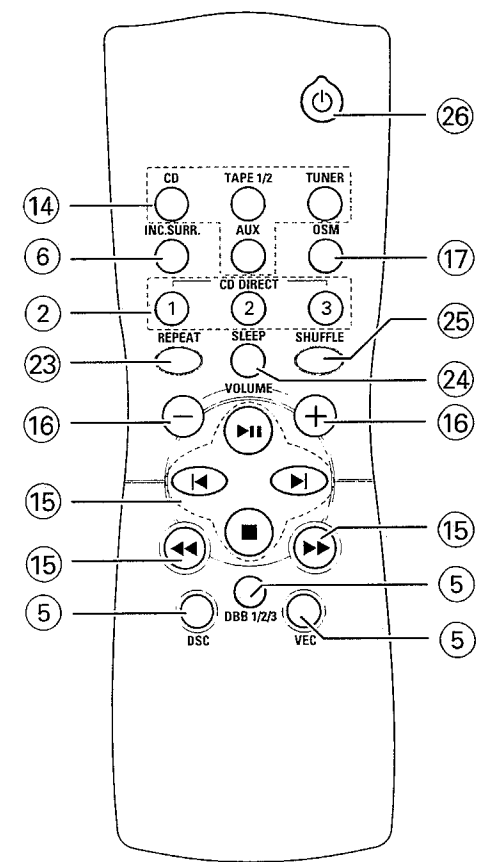 26
CD TAPE 1/2 TUNER
14
INC.SURR. AUX OSM
6 17
CD DIRECT
2 1 2 3
25
REPEAT SLEEP SHUFFLE
23
24
VOLUME
16 − + 16
15
15 15
5
5 5
DSC DBB 1/2/3 VEC